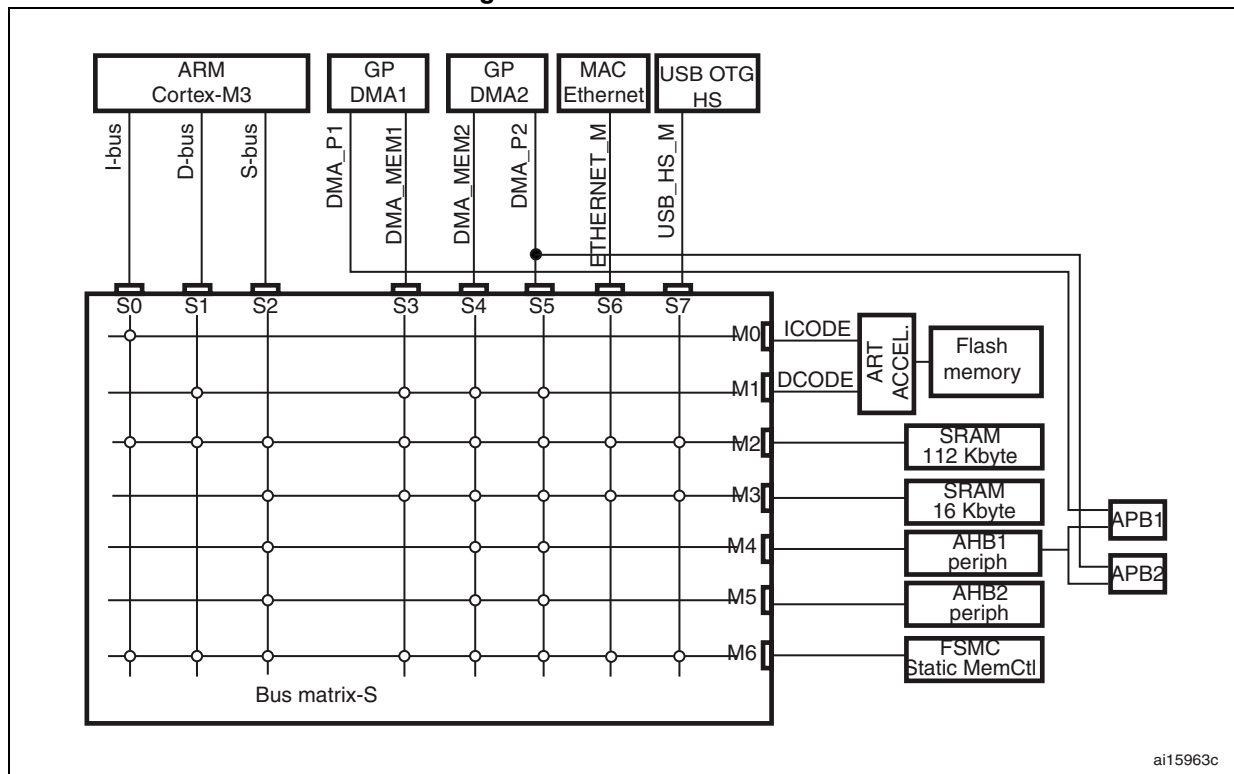 ARM
Cortex-M3
GP
DMA1
GP
DMA2
MAC
Ethernet
USB OTG
HS
I-bus
D-bus
S-bus
DMA_P1
DMA_MEM1
DMA_MEM2
DMA_P2
ETHERNET_M
USB_HS_M
S0
S1
S2
S3
S4
S5
S6
S7
M0
ICODE
M1
DCODE
ART
ACCEL.
Flash
memory
M2
SRAM
112 Kbyte
M3
SRAM
16 Kbyte
M4
AHB1
periph
APB1
APB2
M5
AHB2
periph
M6
FSMC
Static MemCtl
Bus matrix-S
ai15963c